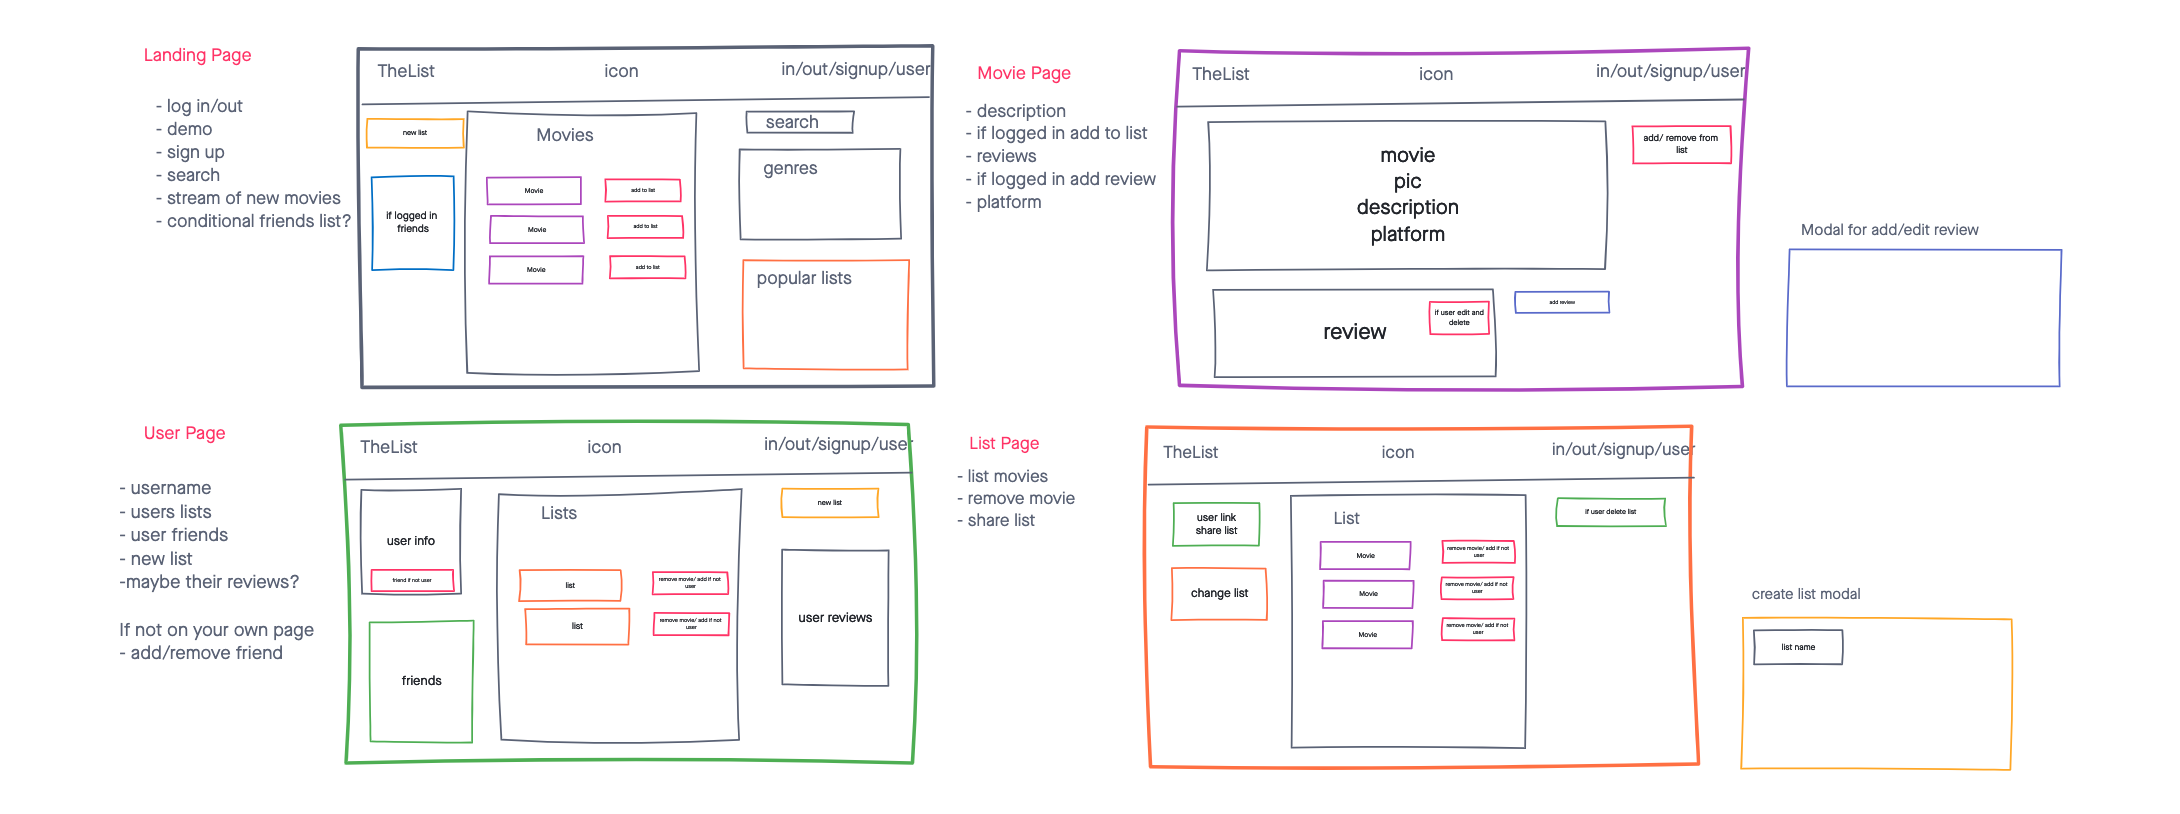 Landing Page
- log in/out
- demo
- sign up
- search
- stream of new movies
- conditional friends list?
TheList
icon
in/out/signup/user
new list
if logged in
friends
Movies
Movie
add to list
Movie
add to list
Movie
add to list
search
genres
popular lists
Movie Page
- description
- if logged in add to list
- reviews
- if logged in add review
- platform
TheList
icon
in/out/signup/user
movie
pic
description
platform
add/ remove from
list
review
if user edit and
delete
add review
Modal for add/edit review
User Page
- username
- users lists
- user friends
- new list
-maybe their reviews?
If not on your own page
- add/remove friend
TheList
icon
in/out/signup/user
user info
friend if not user
friends
Lists
list
remove movie/ add if not
user
list
remove movie/ add if not
user
new list
user reviews
List Page
- list movies
- remove movie
- share list
TheList
icon
in/out/signup/user
user link
share list
change list
List
Movie
remove movie/ add if not
user
Movie
remove movie/ add if not
user
Movie
remove movie/ add if not
user
if user delete list
create list modal
list name